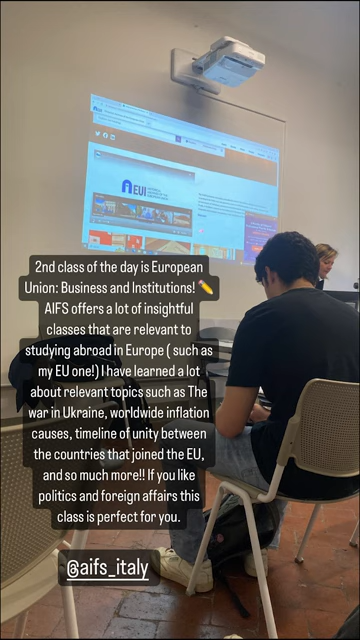 EUI
2nd class of the day is European
Union: Business and Institutions! ✏️
AIFS offers a lot of insightful
classes that are relevant to
studying abroad in Europe ( such as
my EU one!) I have learned a lot
about relevant topics such as The
war in Ukraine, worldwide inflation
causes, timeline of unity between
the countries that joined the EU,
and so much more!! If you like
politics and foreign affairs this
class is perfect for you.
@aifs_italy